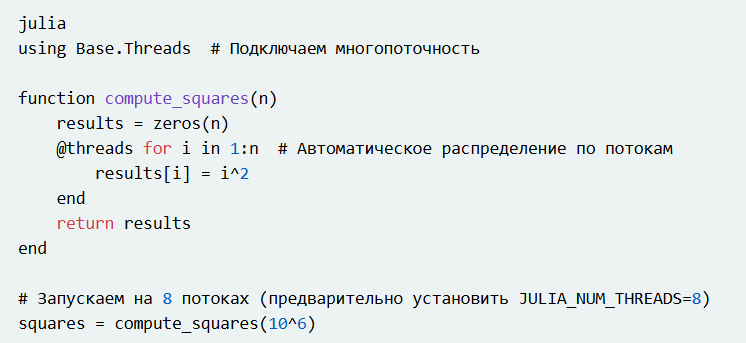 julia
using Base.Threads  # Подключаем многопоточность

function compute_squares(n)
    results = zeros(n)
    @threads for i in 1:n  # Автоматическое распределение по потокам
        results[i] = i^2
    end
    return results
end

# Запускаем на 8 потоках (предварительно установить JULIA_NUM_THREADS=8)
squares = compute_squares(10^6)